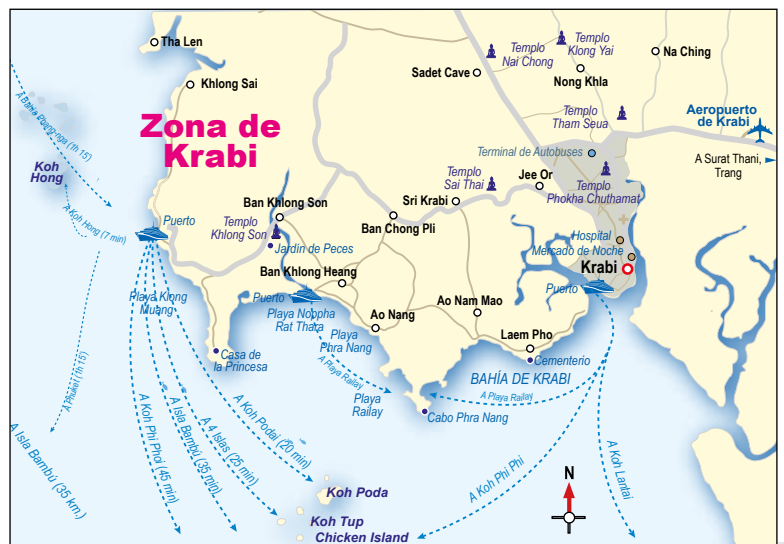 Tha Len
Khlong Sai
Zona de
Krabi
Templo
Nai Chong
Templo
Klong Yai
Na Ching
Sadet Cave
Nong Khla
Templo
Tham Seua
Aeropuerto
de Krabi
A Surat Thani,
Trang
Terminal de Autobuses
Templo
Sai Thai
Jee Or
Templo
Phokha Chuthamat
A Bahía Phang-nga (1h 15')
Koh
Hong
A Koh Hong (7 min)
Puerto
Ban Khlong Son
Templo
Khlong Son
Jardín de Peces
Sri Krabi
Ban Chong Pli
Hospital
Mercado de Noche
Krabi
Puerto
Ban Khlong Heang
Playa Klong
Muang
Puerto
Playa Noppha
Rat Thara
Playa
Phra Nang
Ao Nang
Ao Nam Mao
Laem Pho
Cementerio
Casa de
la Princesa
A Phuket (1h 15')
A Playa Railay
Playa
Railay
BAHÍA DE KRABI
A Playa Railay
Cabo Phra Nang
A Isla Bambú (35 km.)
A Koh Phi Phoi (45 min)
A Isla Bambú (35 min)
A 4 Islas (25 min)
A Koh Podai (20 min)
A Koh Phi Phi
A Koh Lantai
N
Koh Poda
Koh Tup
Chicken Island